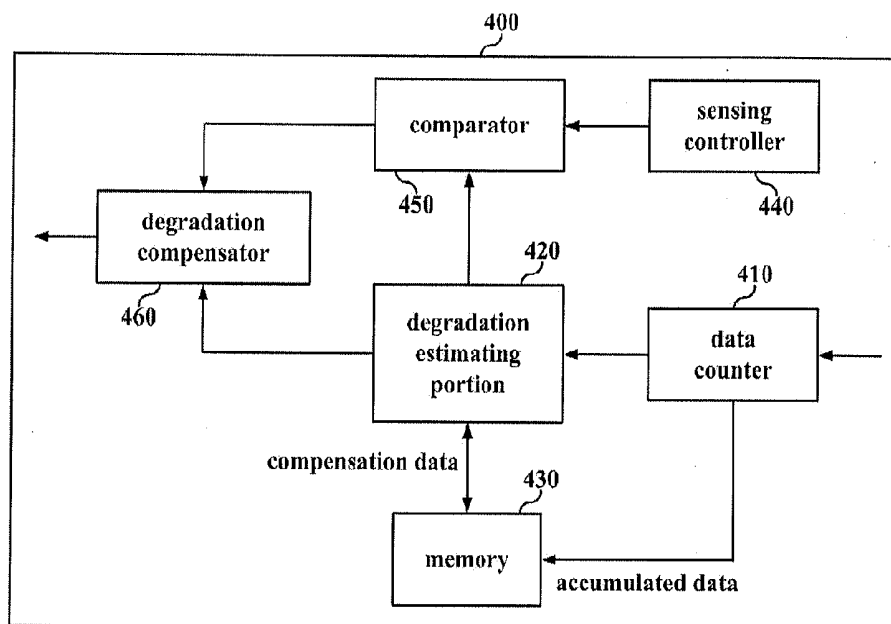 400
comparator
450
sensing
controller
440
degradation
compensator
460
420
degradation
estimating
portion
410
data
counter
compensation data
430
memory
accumulated data